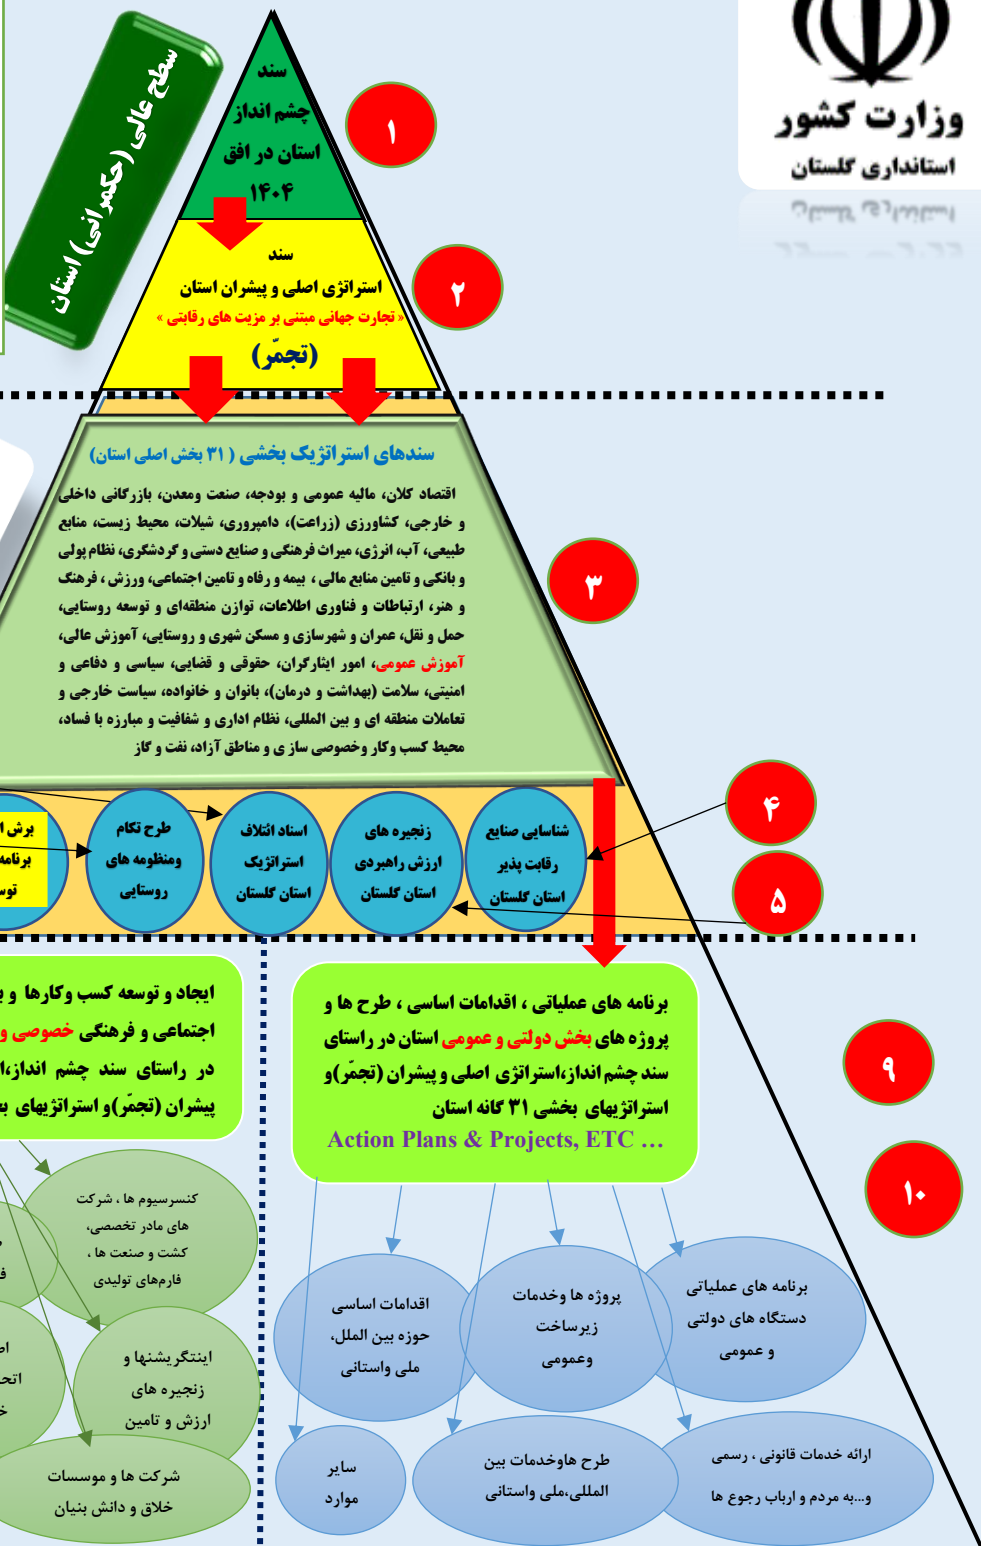 وزارت کشور
استانداری گلستان
سطح عالی (حکمرانی) استان
سند
چشم انداز
استان در افق
۱۴۰۴
۱
سند
استراتژی اصلی و پیشران استان
« تجارت جهانی مبتنی بر مزیت های رقابتی »
(تجمّر)
۲
سندهای استراتژیک بخشی ( ۳۱ بخش اصلی استان)
اقتصاد کلان، مالیه عمومی و بودجه، صنعت ومعدن، بازرگانی داخلی
و خارجی، کشاورزی (زراعت)، دامپروری، شیلات، محیط زیست، منابع
طبیعی، آب، انرژی، میراث فرهنگی و صنایع دستی و گردشگری، نظام پولی
و بانکی و تامین منابع مالی ، بیمه و رفاه و تامین اجتماعی، ورزش ، فرهنگ
و هنر، ارتباطات و فناوری اطلاعات، توازن منطقه‌ای و توسعه روستایی،
حمل و نقل، عمران و شهرسازی و مسکن شهری و روستایی، آموزش عالی،
آموزش عمومی، امور ایثارگران، حقوقی و قضایی، سیاسی و دفاعی و
امنیتی، سلامت (بهداشت و درمان)، بانوان و خانواده، سیاست خارجی و
تعاملات منطقه ای و بین المللی، نظام اداری و شفافیت و مبارزه با فساد،
محیط کسب وکار وخصوصی سازی و مناطق آزاد، نفت و گاز
۳
۴
۵
شناسایی صنایع
رقابت پذیر
استان گلستان
زنجیره های
ارزش راهبردی
استان گلستان
اسناد ائتلاف
استراتژیک
استان گلستان
طرح تکام
ومنظومه های
روستایی
برش
برنامه
برنامه های عملیاتی ، اقدامات اساسی ، طرح ها و
پروژه های بخش دولتی و عمومی استان در راستای
سند چشم انداز،استراتژی اصلی و پیشران (تجمّر)و
استراتژیهای بخشی ۳۱ گانه استان
Action Plans & Projects, ETC …
۹
۱۰
ایجاد و توسعه کسب وکارها و
اجتماعی و فرهنگی خصوصی و
در راستای سند چشم انداز،
پیشران (تجمّر)و استراتژیهای
برنامه های عملیاتی
دستگاه های دولتی
و عمومی
پروژه ها وخدمات
زیرساخت
وعمومی
اقدامات اساسی
حوزه بین الملل،
ملی واستانی
ارائه خدمات قانونی ، رسمی
و...به مردم و ارباب رجوع ها
طرح هاوخدمات بین
المللی،ملی واستانی
سایر
موارد
کنسرسیوم ها ، شرکت
های مادر تخصصی،
کشت و صنعت ها ،
فارم‌های تولیدی
اینتگریشنها و
زنجیره های
ارزش و تامین
شرکت ها و موسسات
خلاق و دانش بنیان